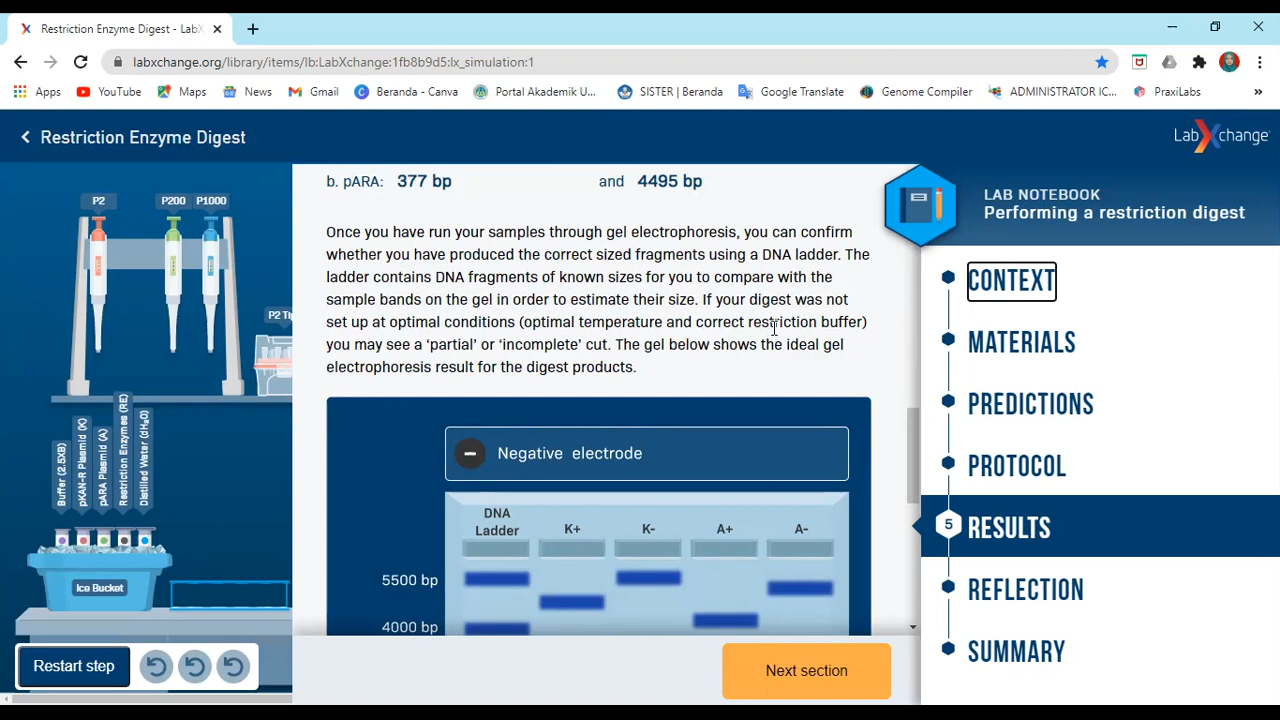 Restriction Enzyme Digest - LabX
labxchange.org/library/items/lb:LabXchange:1fb8b9d5:lx_simulation:1
Apps YouTube Maps News Gmail Beranda - Canva Portal Akademik U... SISTER | Beranda Google Translate Genome Compiler ADMINISTRATOR IC... PraxiLabs »
Restriction Enzyme Digest
LabXchange
P2 P200 P1000
P2 Ti
Buffer (2.5XB)
pKAN-R Plasmid (K)
pARA Plasmid (A)
Restriction Enzymes (RE)
Distilled Water (dH₂O)
Ice Bucket
Restart step
b. pARA: 377 bp and 4495 bp
Once you have run your samples through gel electrophoresis, you can confirm
whether you have produced the correct sized fragments using a DNA ladder. The
ladder contains DNA fragments of known sizes for you to compare with the
sample bands on the gel in order to estimate their size. If your digest was not
set up at optimal conditions (optimal temperature and correct restriction buffer)
you may see a ‘partial’ or ‘incomplete’ cut. The gel below shows the ideal gel
electrophoresis result for the digest products.
Negative electrode
DNA
Ladder K+ K- A+ A-
5500 bp
4000 bp
Next section
LAB NOTEBOOK
Performing a restriction digest
CONTEXT
MATERIALS
PREDICTIONS
PROTOCOL
5 RESULTS
REFLECTION
SUMMARY